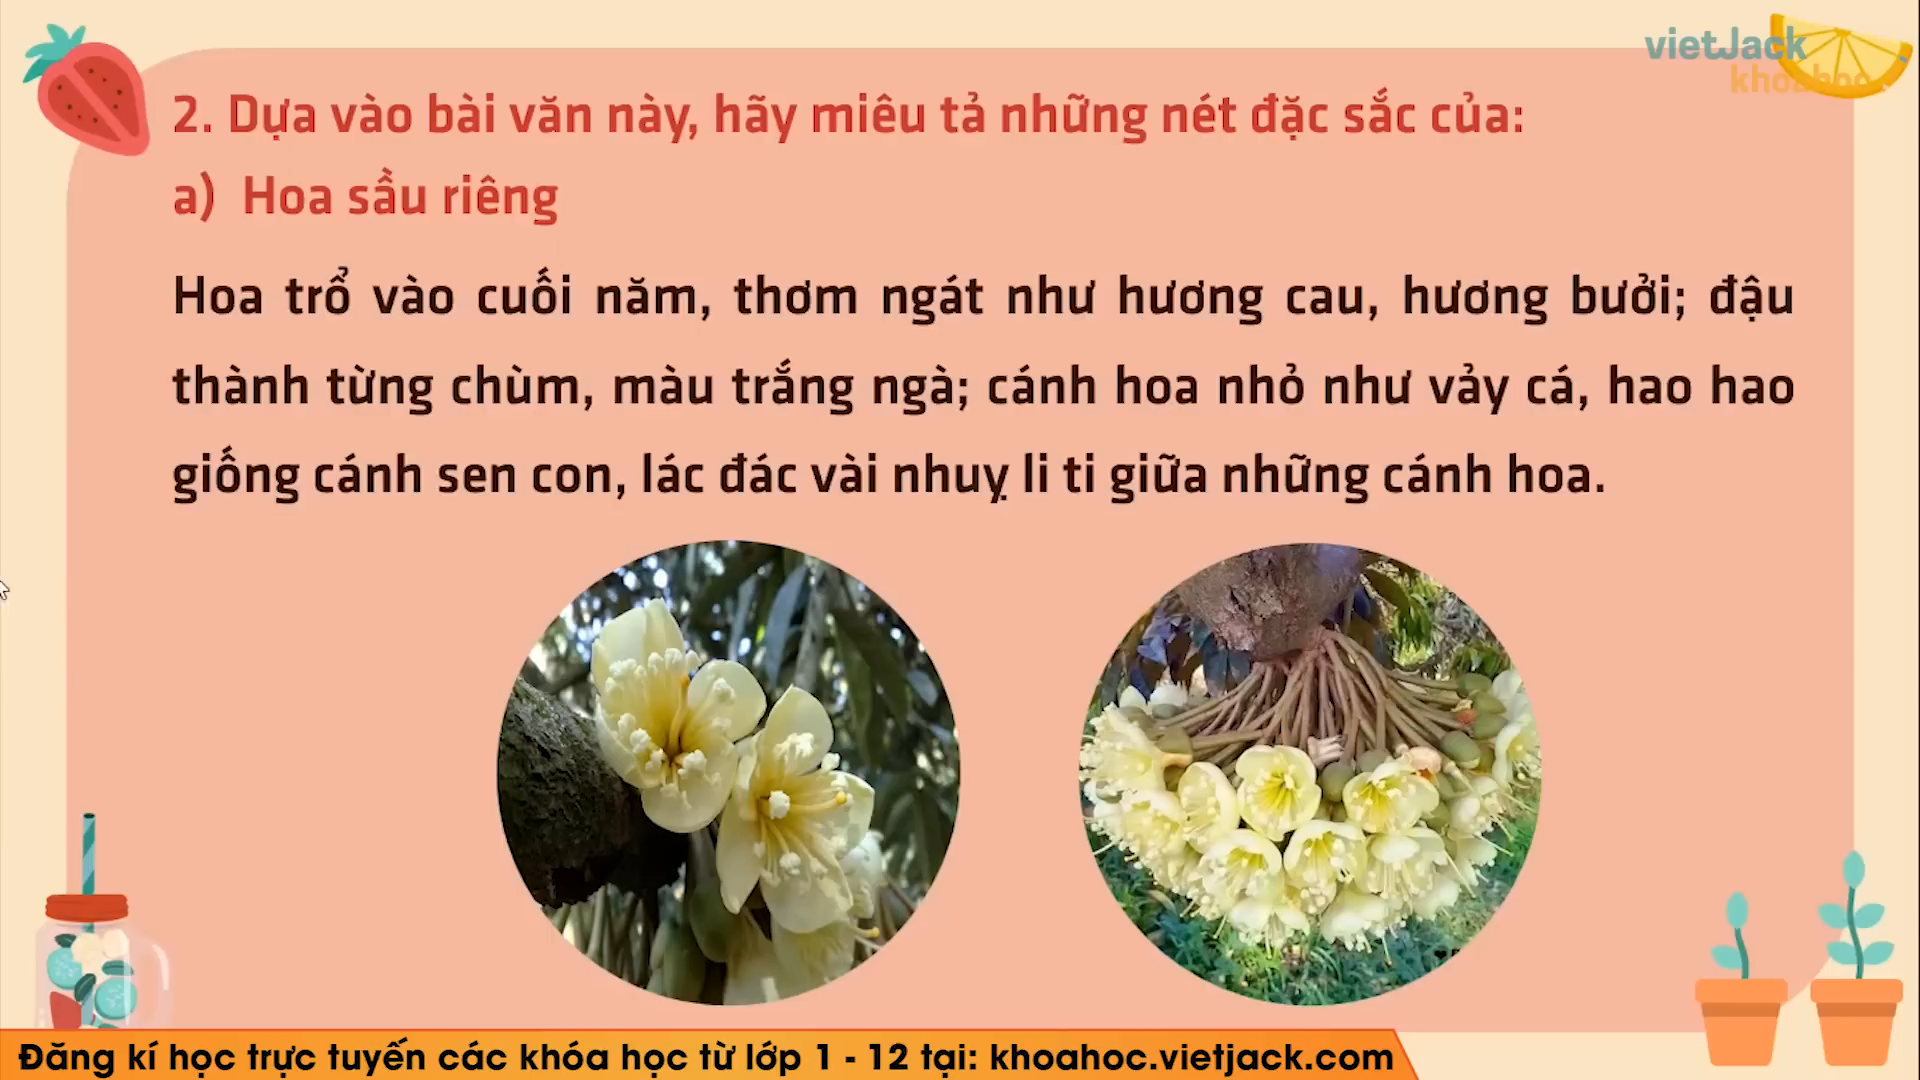 vietJack
khoahoc
2. Dựa vào bài văn này, hãy miêu tả những nét đặc sắc của:
a) Hoa sầu riêng
Hoa trổ vào cuối năm, thơm ngát như hương cau, hương bưởi; đậu
thành từng chùm, màu trắng ngà; cánh hoa nhỏ như vảy cá, hao hao
giống cánh sen con, lác đác vài nhuỵ li ti giữa những cánh hoa.
Đăng kí học trực tuyến các khóa học từ lớp 1 - 12 tại: khoahoc.vietjack.com